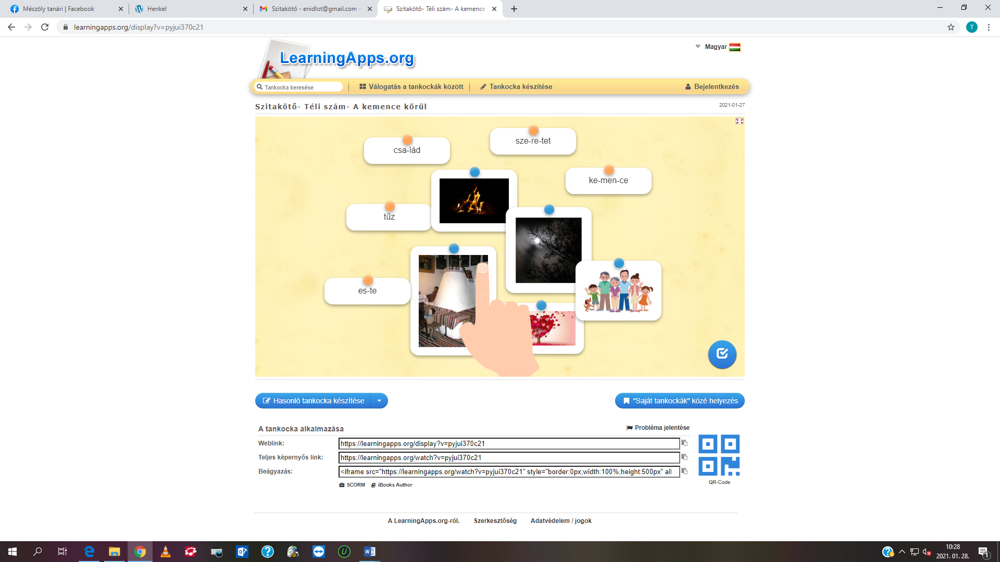 Mészöly tanári | Facebook
Henkel
Szitakötő - enidlot@gmail.com -
Szitakötő- Téli szám- A kemence
learningapps.org/display?v=pyjui370c21
T
LearningApps.org
Magyar
Tankocka keresése
Válogatás a tankockák között
Tankocka készítése
Bejelentkezés
Szitakötő- Téli szám- A kemence körül
2021-01-27
csa-lád
sze-re-tet
ke-men-ce
tűz
es-te
Hasonló tankocka készítése
"Saját tankockák" közé helyezés
A tankocka alkalmazása
Probléma jelentése
Weblink:
https://learningapps.org/display?v=pyjui370c21
Teljes képernyős link:
https://learningapps.org/watch?v=pyjui370c21
Beágyazás:
<iframe src="https://learningapps.org/watch?v=pyjui370c21" style="border:0px;width:100%;height:500px" all
SCORM
iBooks Author
QR-Code
A LearningApps.org-ról.
Szerkesztőség
Adatvédelem / jogok
10:28
2021. 01. 28.
1